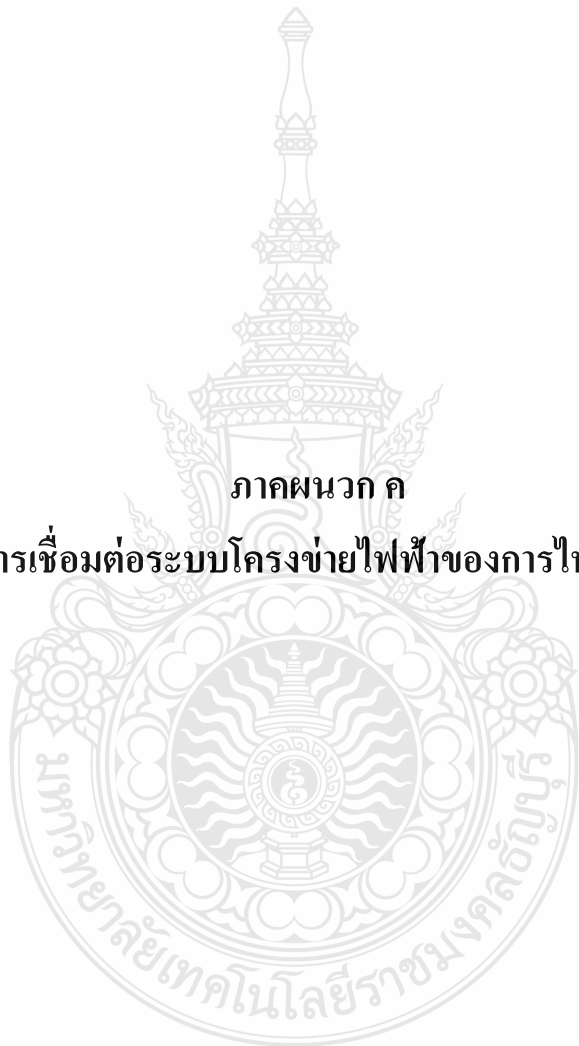 ภาคผนวก ค
การเชื่อมต่อระบบโครงข่ายไฟฟ้าของการไ
มหาวิทยาลัยเทคโนโลยีราชมงคลธัญบุรี